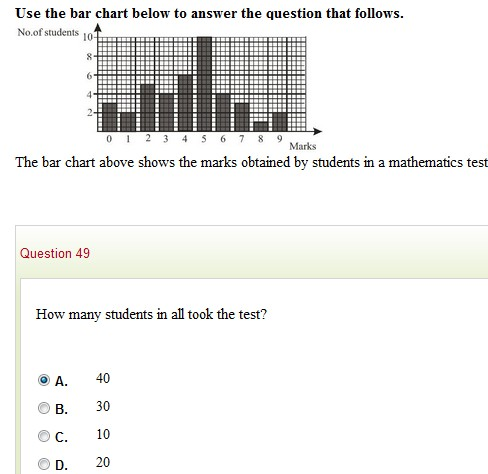 Use the bar chart below to answer the question that follows.
No.of students
10
8
6
4
2
0 1 2 3 4 5 6 7 8 9
Marks
The bar chart above shows the marks obtained by students in a mathematics test
Question 49
How many students in all took the test?
A. 40
B. 30
C. 10
D. 20